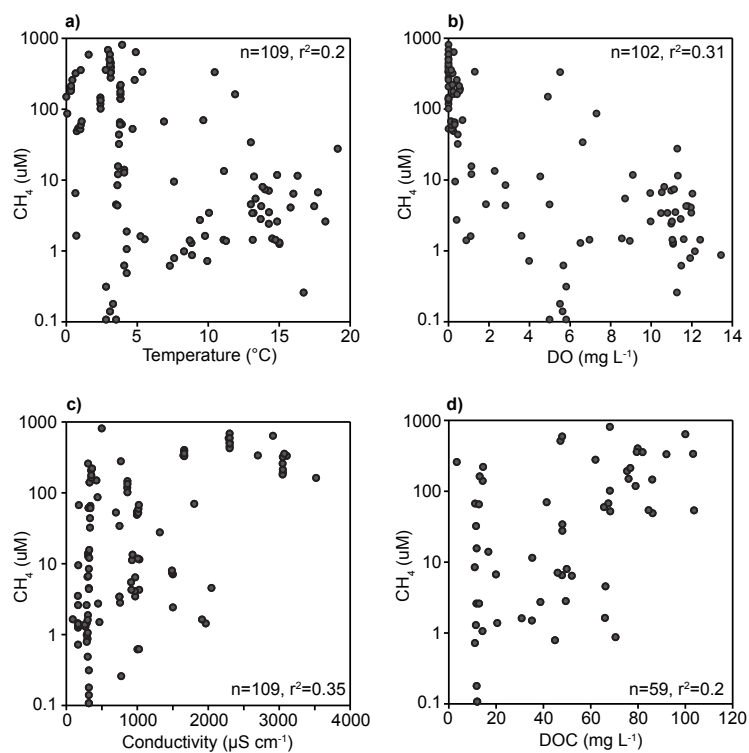 a)
n=109, r²=0.2
1000
100
10
1
0.1
CH₄ (uM)
0
5
10
15
20
Temperature (°C)
b)
n=102, r²=0.31
1000
100
10
1
0.1
CH₄ (uM)
0
2
4
6
8
10
12
14
DO (mg L⁻¹)
c)
1000
100
10
1
0.1
CH₄ (uM)
n=109, r²=0.35
0
1000
2000
3000
4000
Conductivity (µS cm⁻¹)
d)
1000
100
10
1
0.1
CH₄ (uM)
n=59, r²=0.2
0
20
40
60
80
100
120
DOC (mg L⁻¹)